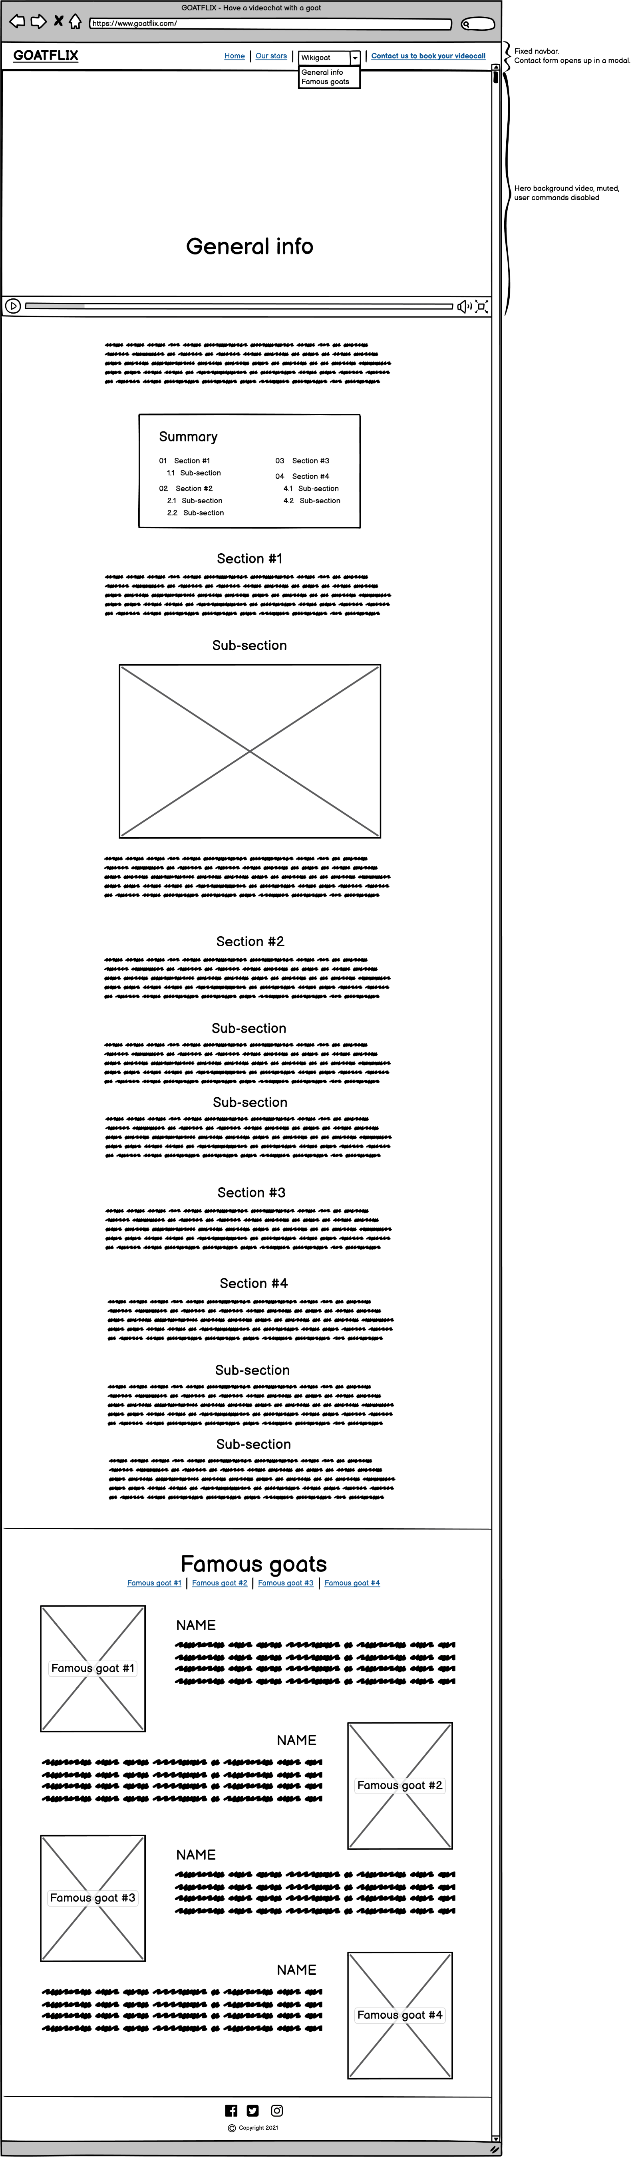 GOATFLIX - Have a videochat with a goat
https://www.goatflix.com/
GOATFLIX
Home
Our stars
Wikigoat
Contact us to book your videocall
General info
Famous goats
Fixed navbar.
Contact form opens up in a modal.
Hero background video, muted,
user commands disabled
General info
Summary
01 Section #1
1.1 Sub-section
02 Section #2
2.1 Sub-section
2.2 Sub-section
03 Section #3
04 Section #4
4.1 Sub-section
4.2 Sub-section
Section #1
Sub-section
Section #2
Sub-section
Sub-section
Section #3
Section #4
Sub-section
Sub-section
Famous goats
Famous goat #1
Famous goat #2
Famous goat #3
Famous goat #4
Famous goat #1
NAME
NAME
Famous goat #2
Famous goat #3
NAME
NAME
Famous goat #4
© Copyright 2021